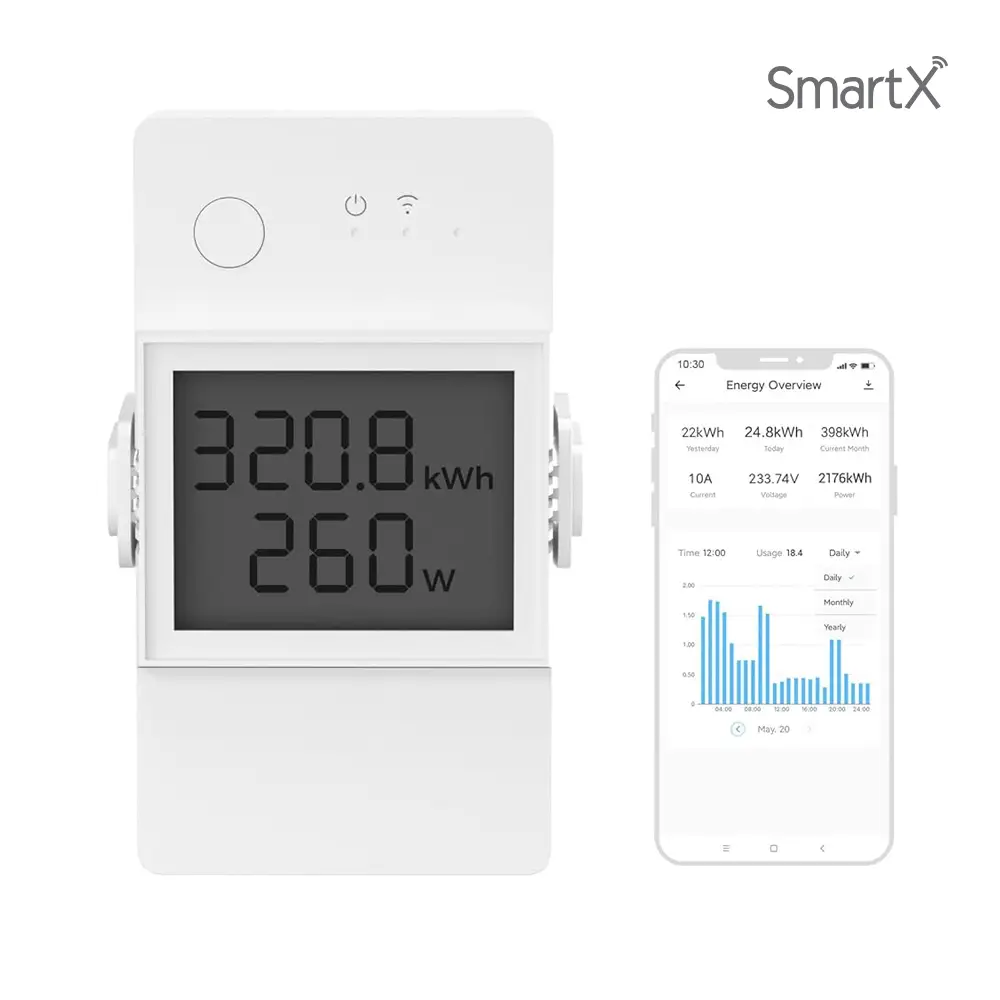 SmartX
320.8 kWh
260 W
10:30
Energy Overview
22kWh 24.8kWh 398kWh
Yesterday Today Current Month
10A 233.74V 2176kWh
Current Voltage Power
Time 12:00 Usage 18.4 Daily
Daily
Monthly
Yearly
2.00
1.50
1.00
0.50
0
04:00 08:00 12:00 16:00 20:00 24:00
May. 20